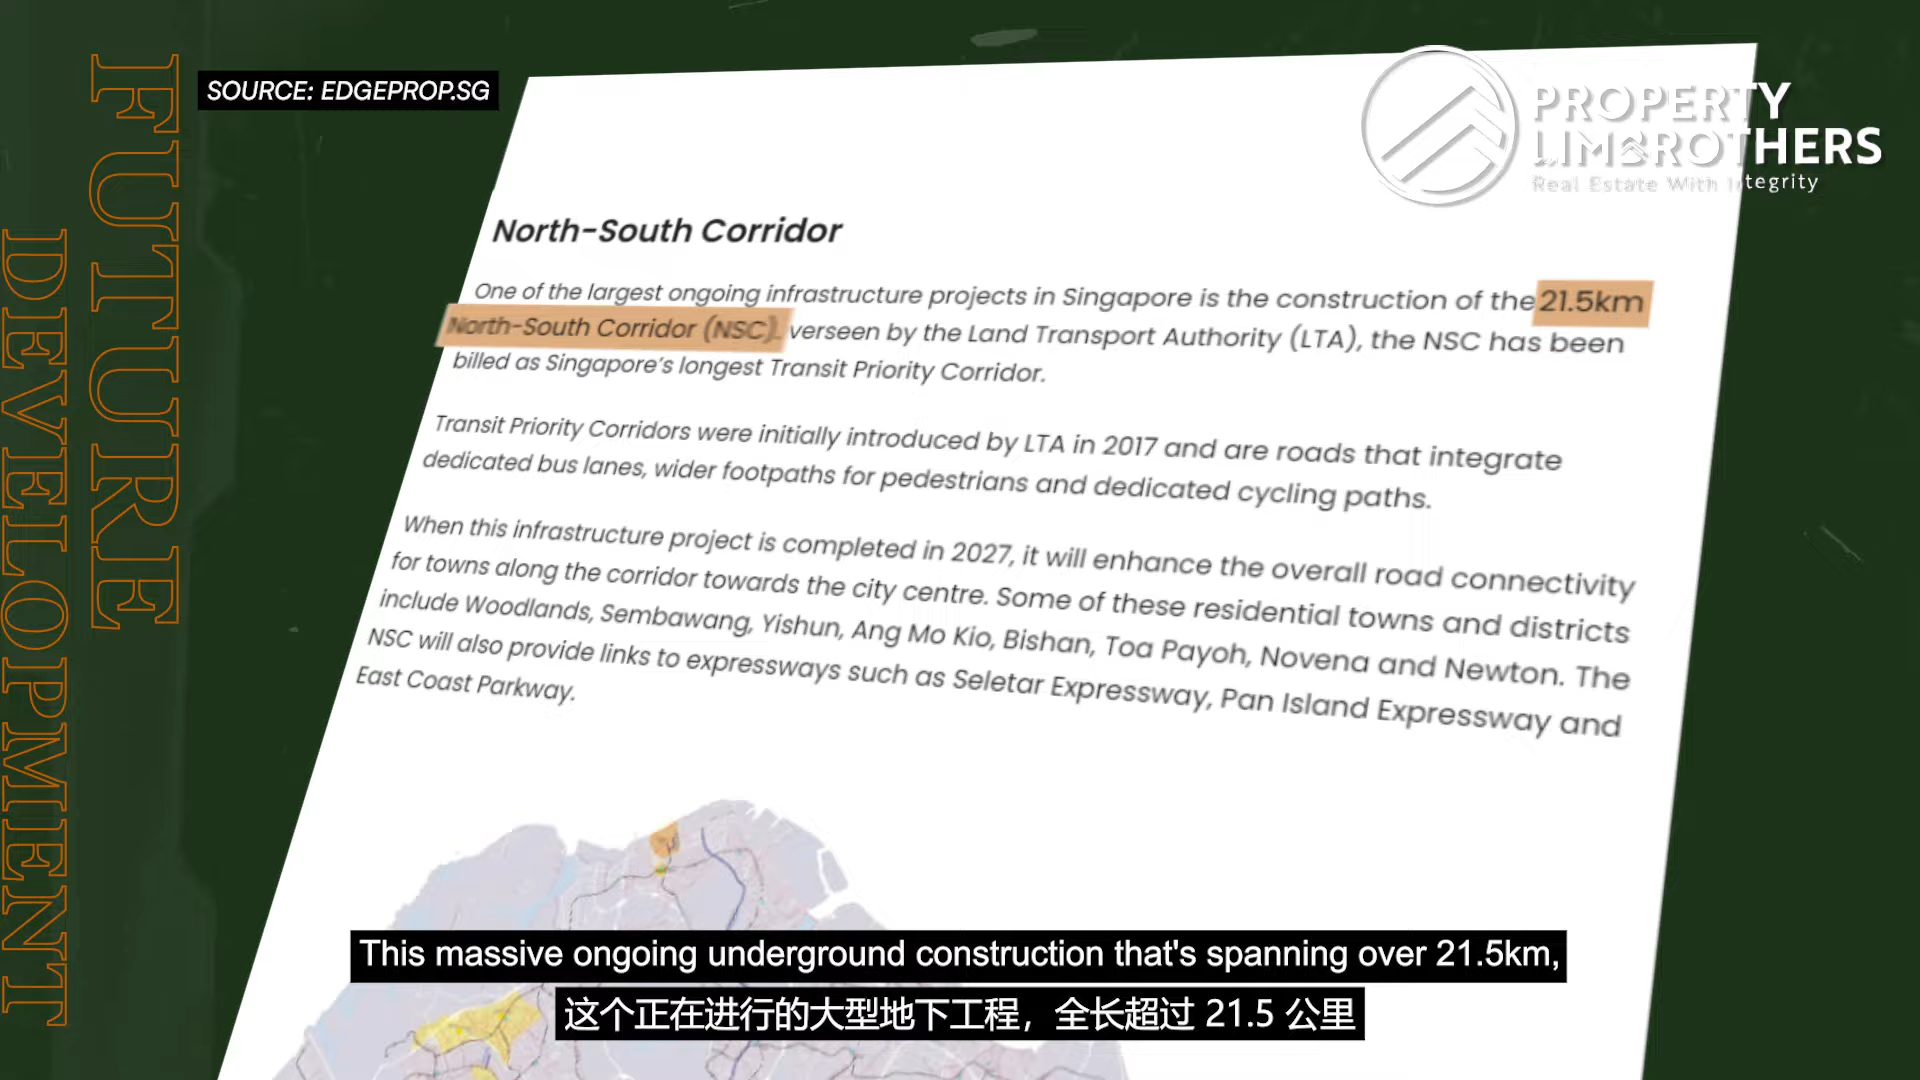 FUTURE
DEVELOPMENT
SOURCE: EDGEPROP.SG
PROPERTY
LIMBROTHERS
Real Estate With Integrity
North-South Corridor
One of the largest ongoing infrastructure projects in Singapore is the construction of the 21.5km
North-South Corridor (NSC). verseen by the Land Transport Authority (LTA), the NSC has been
billed as Singapore's longest Transit Priority Corridor.
Transit Priority Corridors were initially introduced by LTA in 2017 and are roads that integrate
dedicated bus lanes, wider footpaths for pedestrians and dedicated cycling paths.
When this infrastructure project is completed in 2027, it will enhance the overall road connectivity
for towns along the corridor towards the city centre. Some of these residential towns and districts
include Woodlands, Sembawang, Yishun, Ang Mo Kio, Bishan, Toa Payoh, Novena and Newton. The
NSC will also provide links to expressways such as Seletar Expressway, Pan Island Expressway and
East Coast Parkway.
This massive ongoing underground construction that's spanning over 21.5km,
这个正在进行的大型地下工程，全长超过 21.5 公里